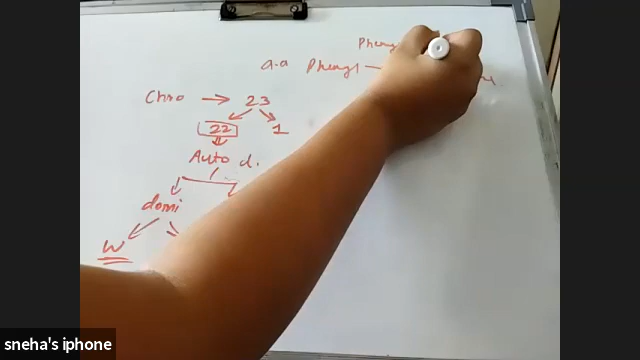 Pheny
a.a Phenyl
Chro → 23
22 1
Auto d.
domi
W
sneha's iphone